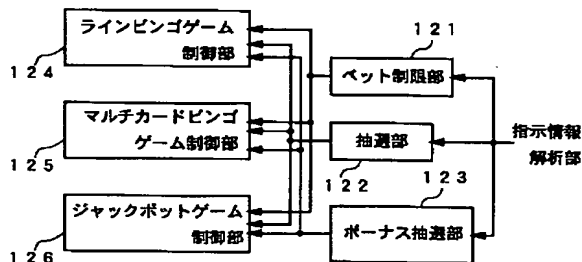 ラインビンゴゲーム
制御部
124
マルチカードビンゴ
ゲーム制御部
125
ジャックポットゲーム
制御部
126
121
ベット制限部
抽選部
122
123
ボーナス抽選部
指示情報
解析部